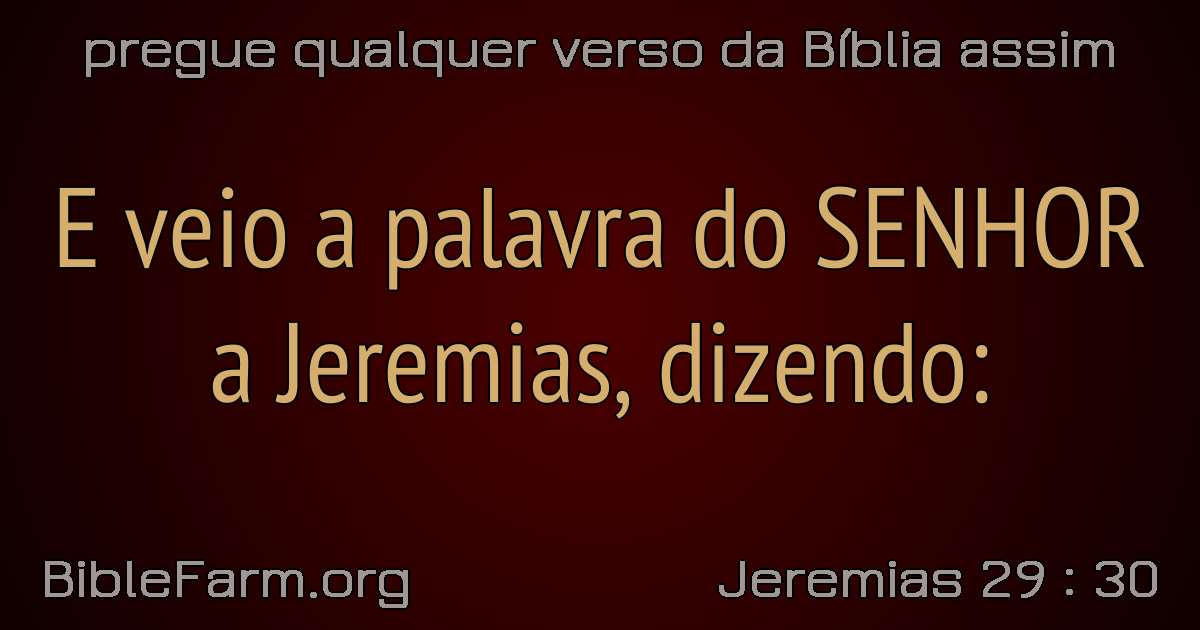 pregue qualquer verso da Bíblia assim
E veio a palavra do SENHOR
a Jeremias, dizendo:
BibleFarm.org
Jeremias 29 : 30